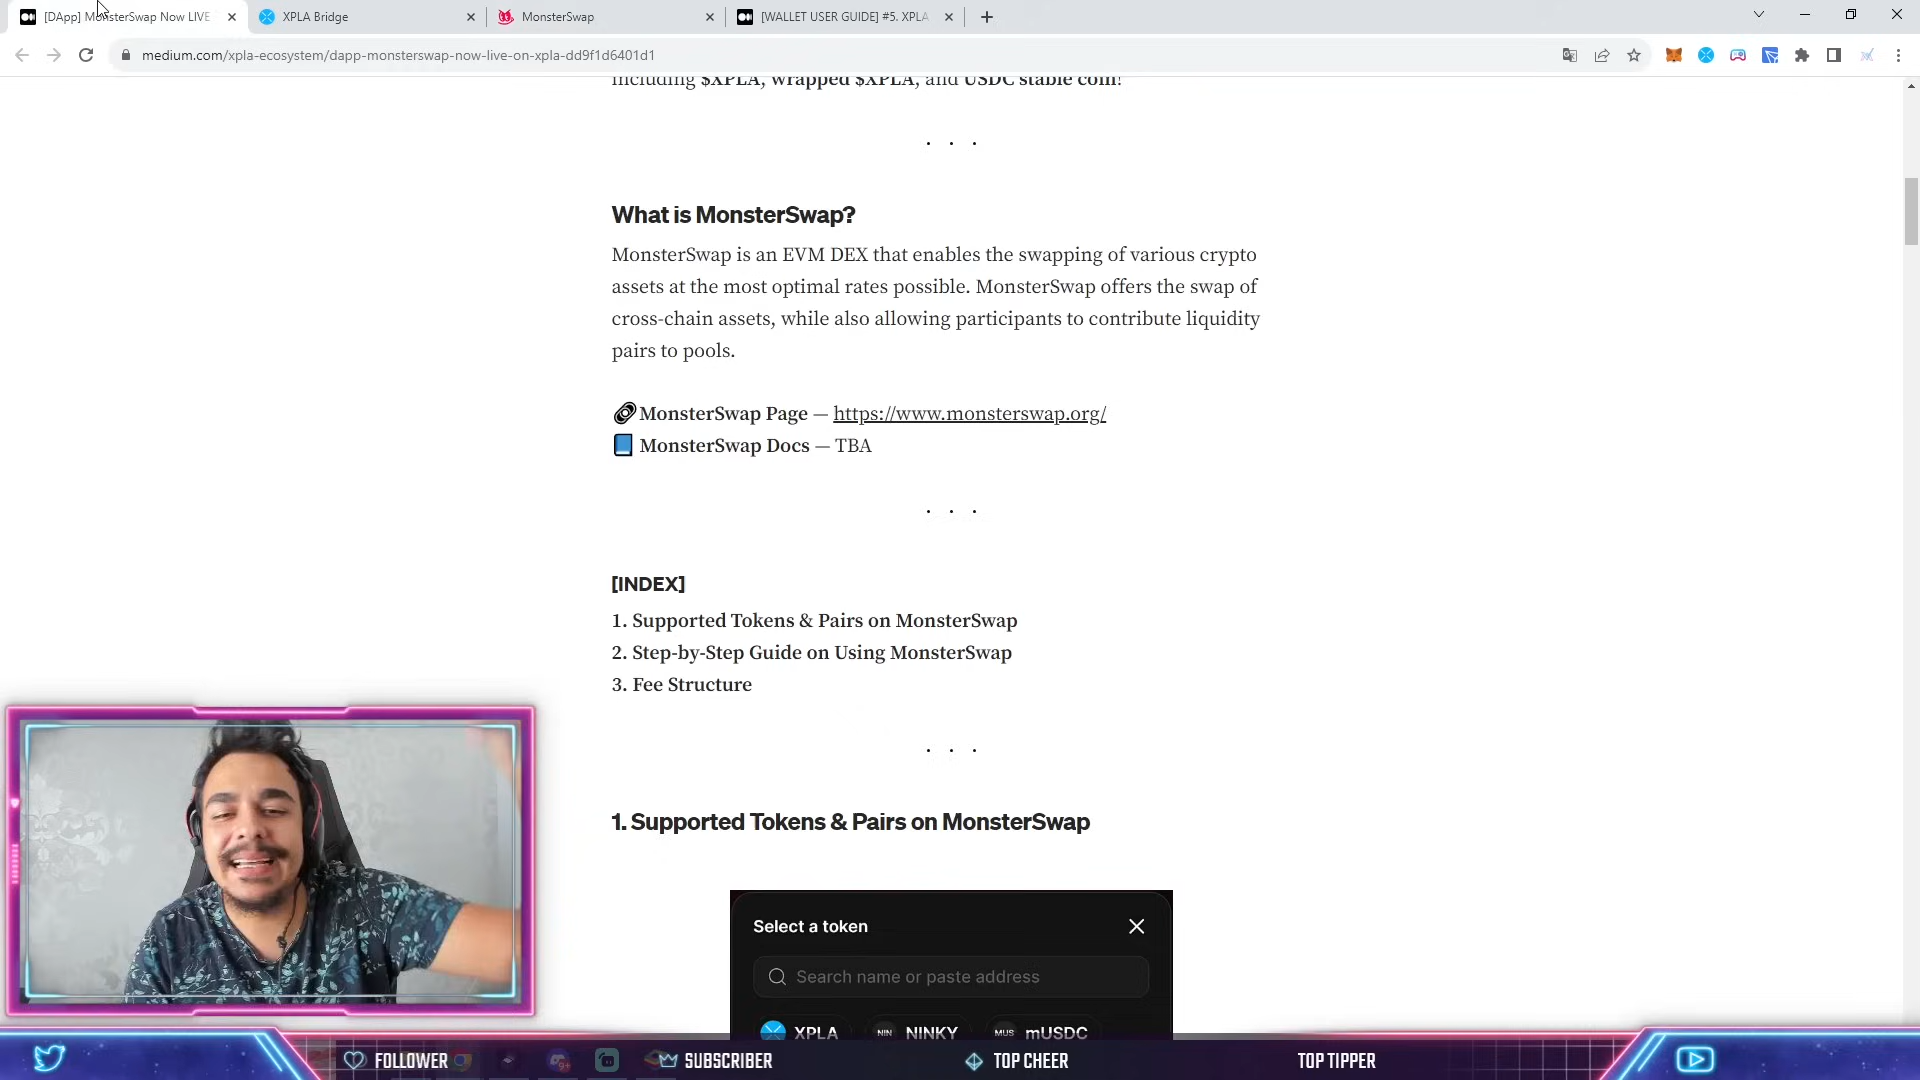 [DApp] MonsterSwap Now LIVE
XPLA Bridge
MonsterSwap
[WALLET USER GUIDE] #5. XPLA
medium.com/xpla-ecosystem/dapp-monsterswap-now-live-on-xpla-dd9f1d6401d1
including $XPLA, wrapped $XPLA, and USDC stable coin!
What is MonsterSwap?
MonsterSwap is an EVM DEX that enables the swapping of various crypto
assets at the most optimal rates possible. MonsterSwap offers the swap of
cross-chain assets, while also allowing participants to contribute liquidity
pairs to pools.
MonsterSwap Page — https://www.monsterswap.org/
MonsterSwap Docs — TBA
[INDEX]
1. Supported Tokens & Pairs on MonsterSwap
2. Step-by-Step Guide on Using MonsterSwap
3. Fee Structure
1. Supported Tokens & Pairs on MonsterSwap
Select a token
Search name or paste address
XPLA NIN NINKY MUS mUSDC
FOLLOWER SUBSCRIBER TOP CHEER TOP TIPPER